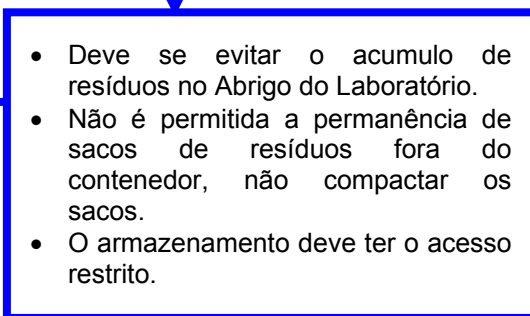 • Deve se evitar o acumulo de
resíduos no Abrigo do Laboratório.
• Não é permitida a permanência de
sacos de resíduos fora do
contenedor, não compactar os
sacos.
• O armazenamento deve ter o acesso
restrito.